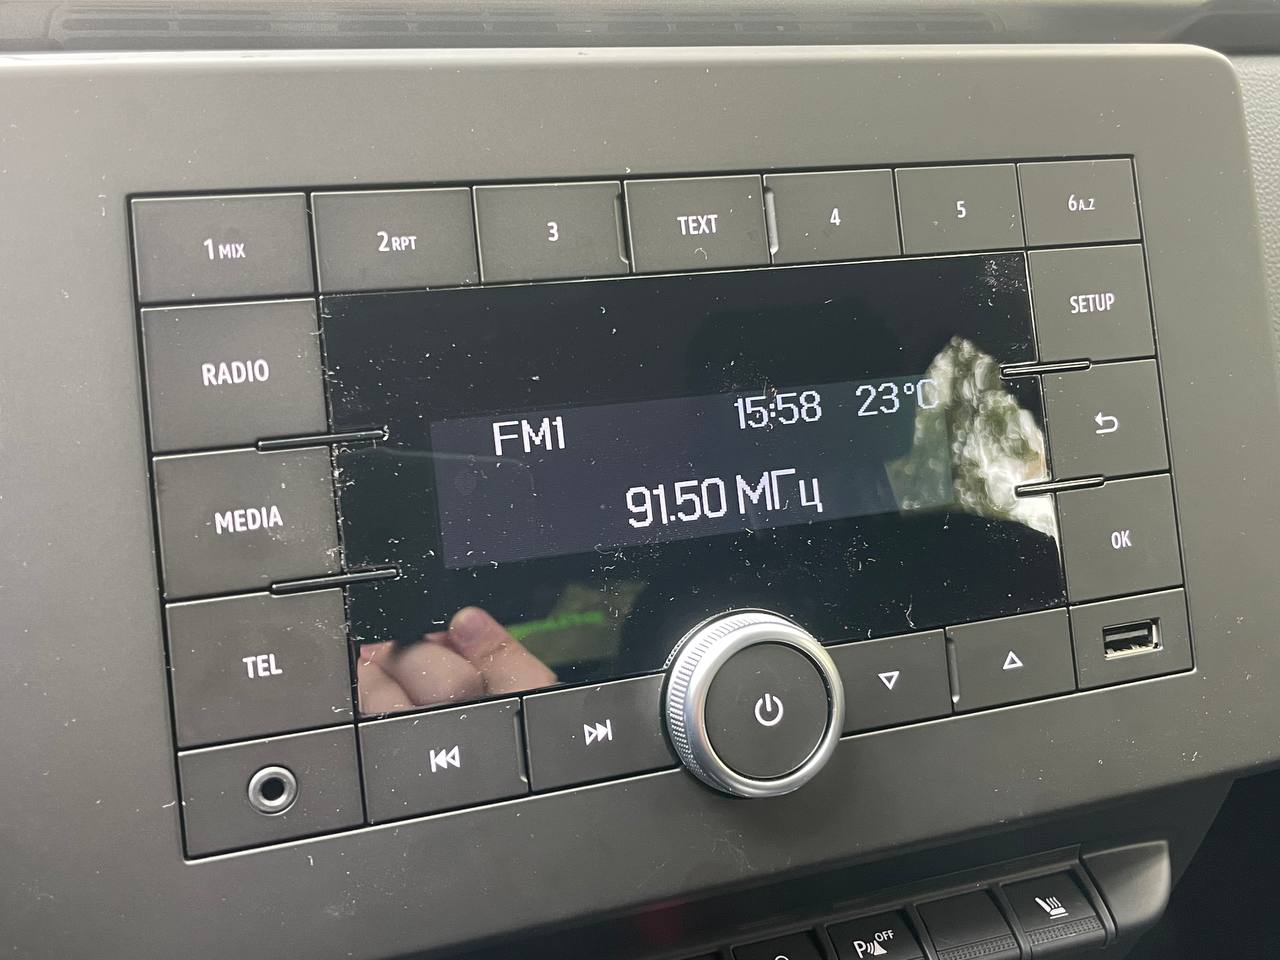 1 MIX 2 RPT 3 TEXT 4 5 6 A..Z
SETUP
RADIO
FM1 15:58 23°C
91.50 МГц
MEDIA
OK
TEL
P OFF